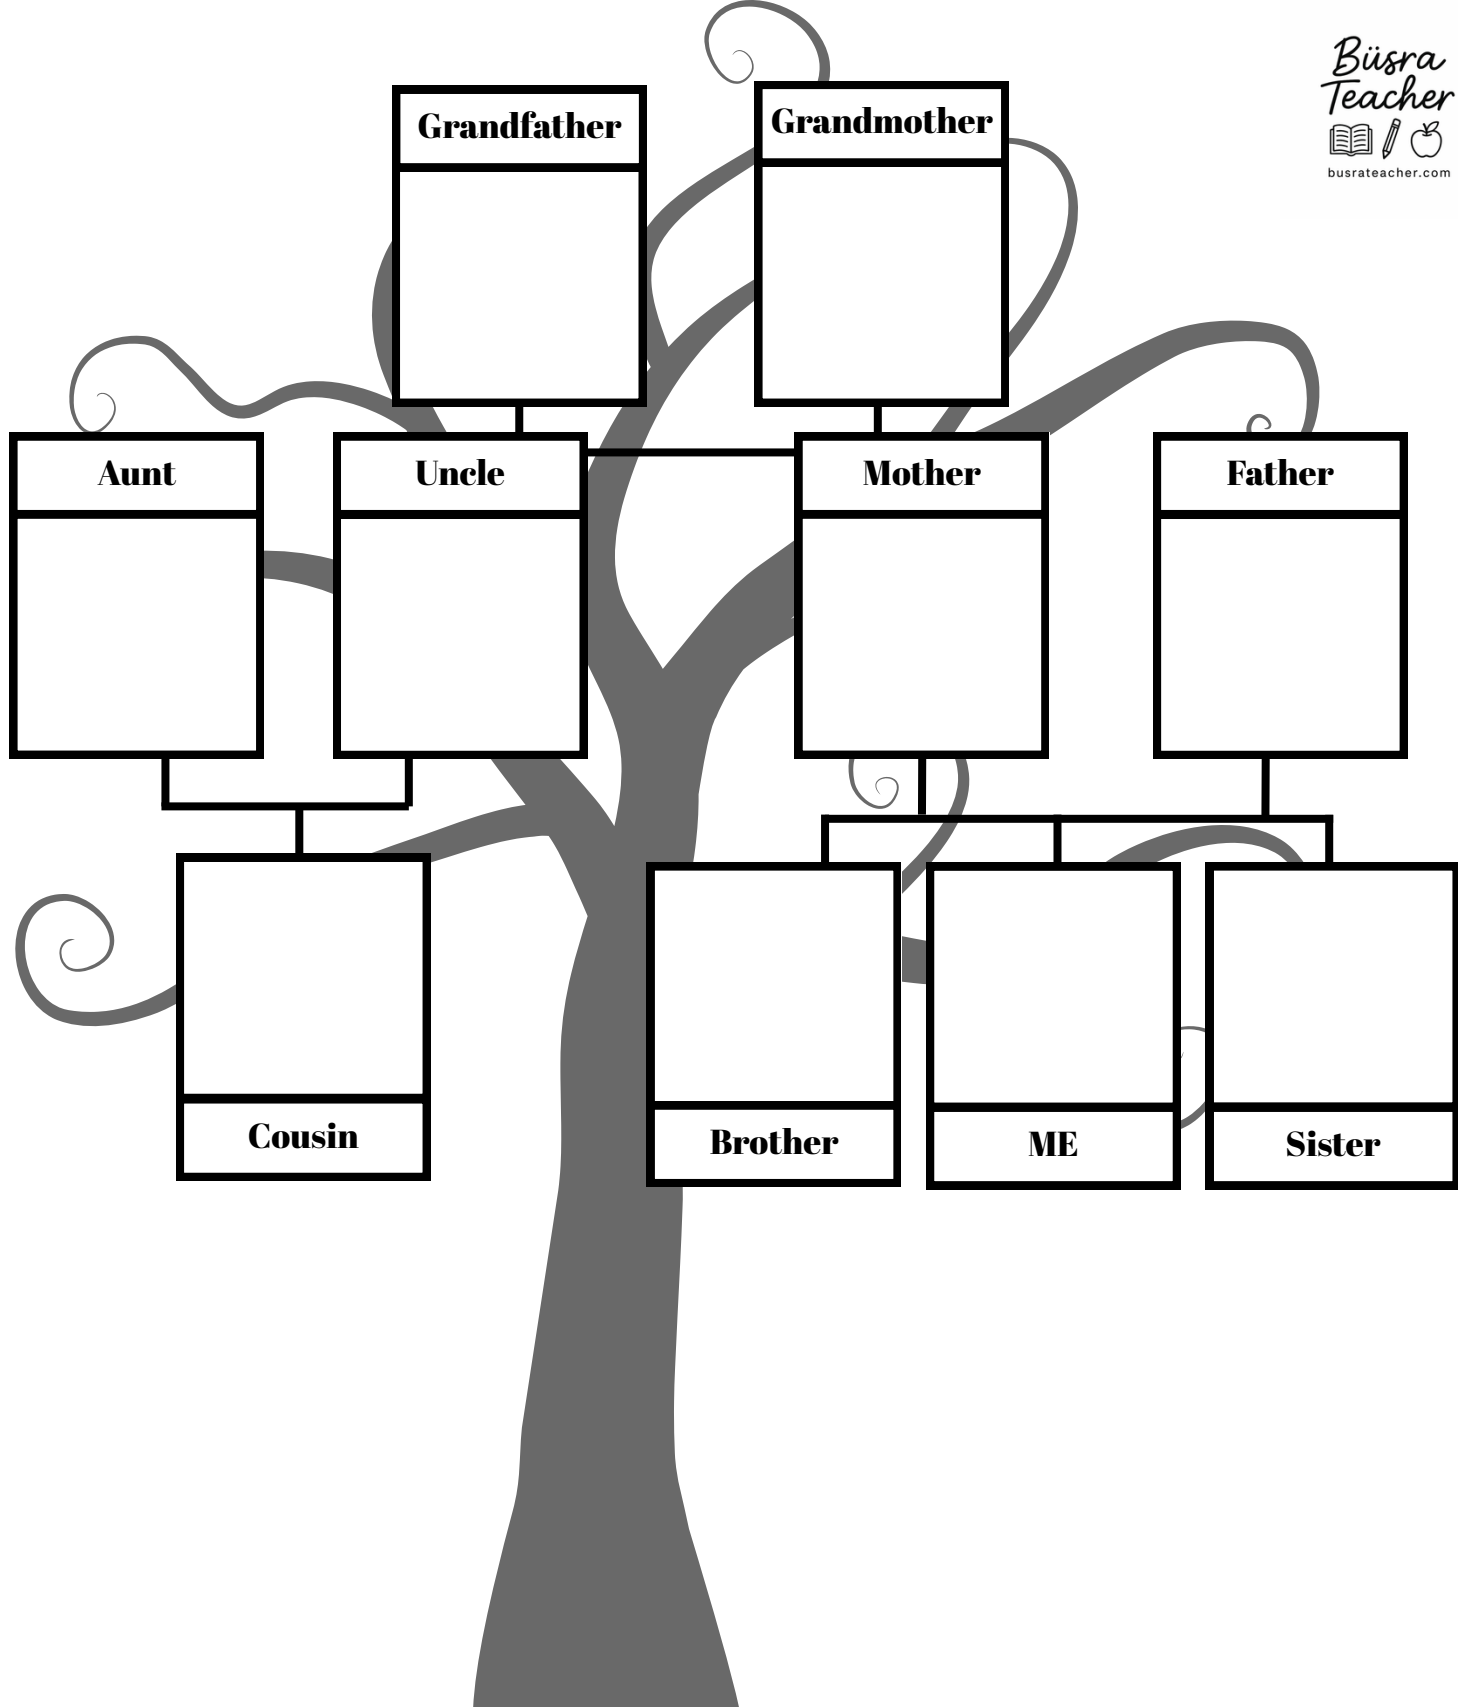 Büsra
Teacher
busrateacher.com
Grandfather
Grandmother
Aunt
Uncle
Mother
Father
Cousin
Brother
ME
Sister